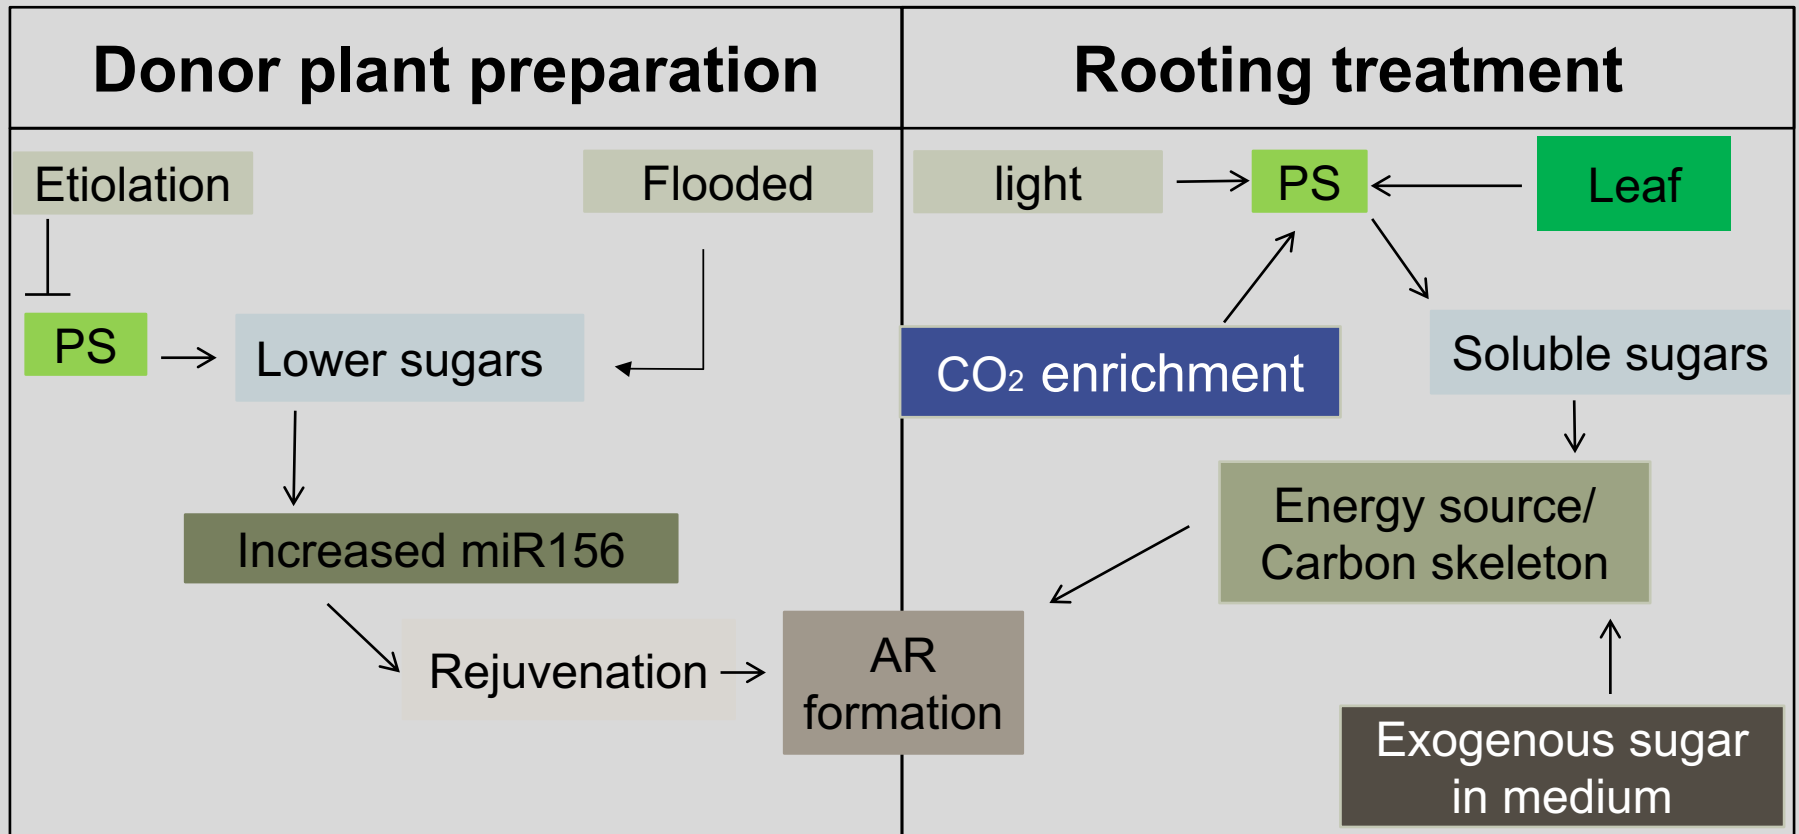 Donor plant preparation
Rooting treatment
Etiolation
Flooded
light
PS
Leaf
PS
Lower sugars
CO₂ enrichment
Soluble sugars
Increased miR156
Energy source/
Carbon skeleton
Rejuvenation
AR
formation
Exogenous sugar
in medium